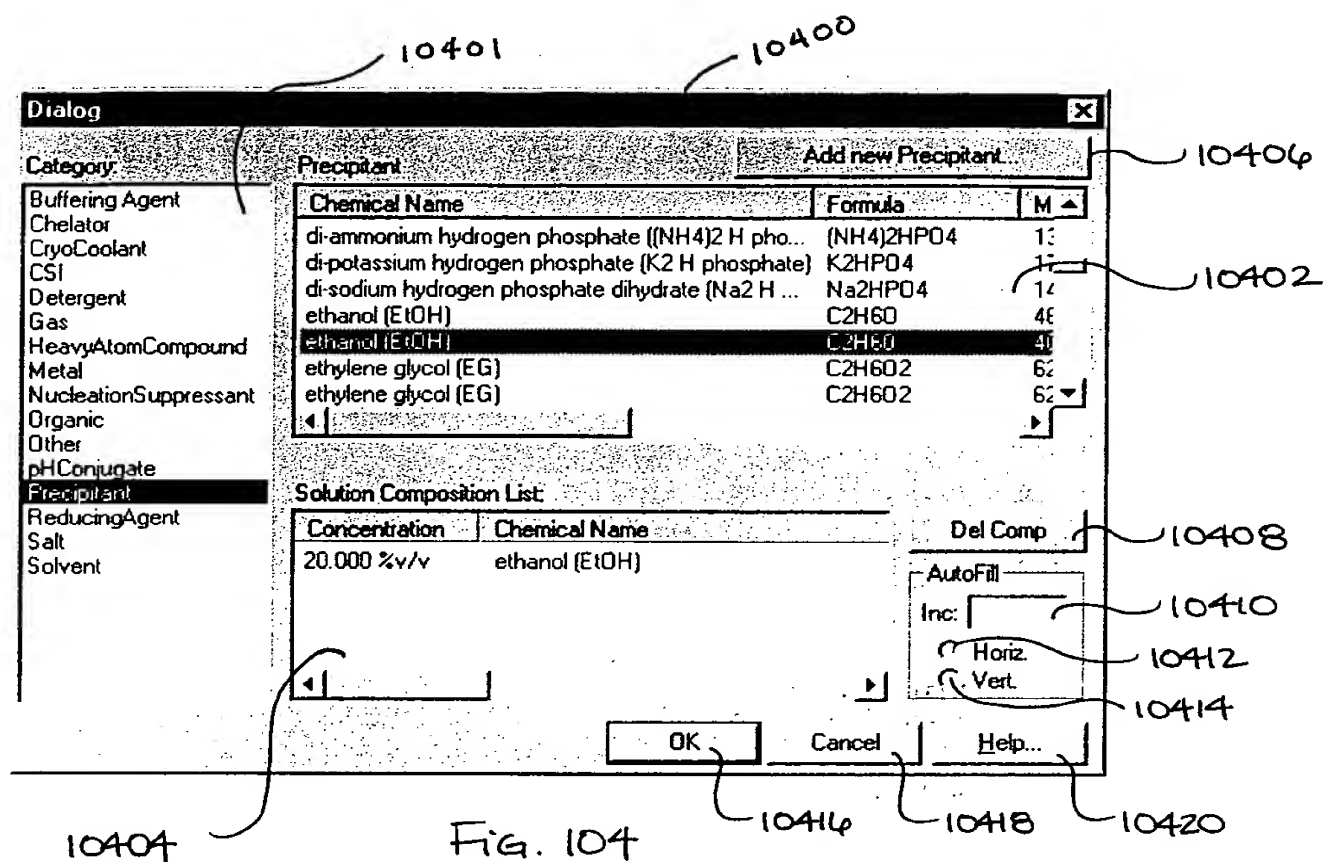 10401
10400
Dialog
Category:
Precipitant
Add new Precipitant...
10406
Buffering Agent
Chelator
CryoCoolant
CSI
Detergent
Gas
HeavyAtomCompound
Metal
NucleationSuppressant
Organic
Other
pHConjugate
Precipitant
ReducingAgent
Salt
Solvent
Chemical Name Formula M
di-ammonium hydrogen phosphate ((NH4)2 H pho... (NH4)2HPO4 13
di-potassium hydrogen phosphate (K2 H phosphate) K2HPO4 17
di-sodium hydrogen phosphate dihydrate (Na2 H ... Na2HPO4 14
ethanol (EtOH) C2H6O 46
ethanol (EtOH) C2H6O 46
ethylene glycol (EG) C2H6O2 62
ethylene glycol (EG) C2H6O2 62
10402
Solution Composition List:
Concentration Chemical Name
20.000 %v/v ethanol (EtOH)
Del Comp
10408
AutoFill
Inc:
10410
Horiz.
10412
Vert.
10414
OK
Cancel
Help...
10404
FIG. 104
10416
10418
10420